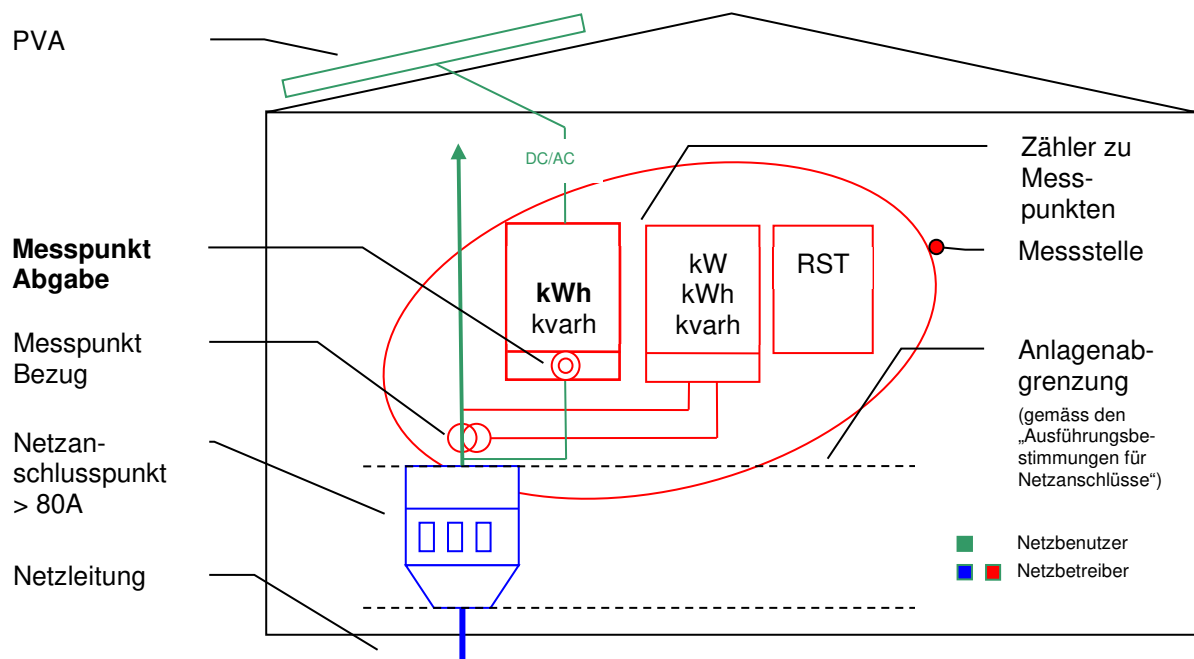 PVA
DC/AC
Zähler zu
Mess-
punkten
Messpunkt
Abgabe
kWh
kvarh
kW
kWh
kvarh
RST
Messstelle
Messpunkt
Bezug
Anlagenab-
grenzung
(gemäss den
„Ausführungsbe-
stimmungen für
Netzanschlüsse“)
Netzan-
schlusspunkt
> 80A
Netzbenutzer
Netzbetreiber
Netzleitung